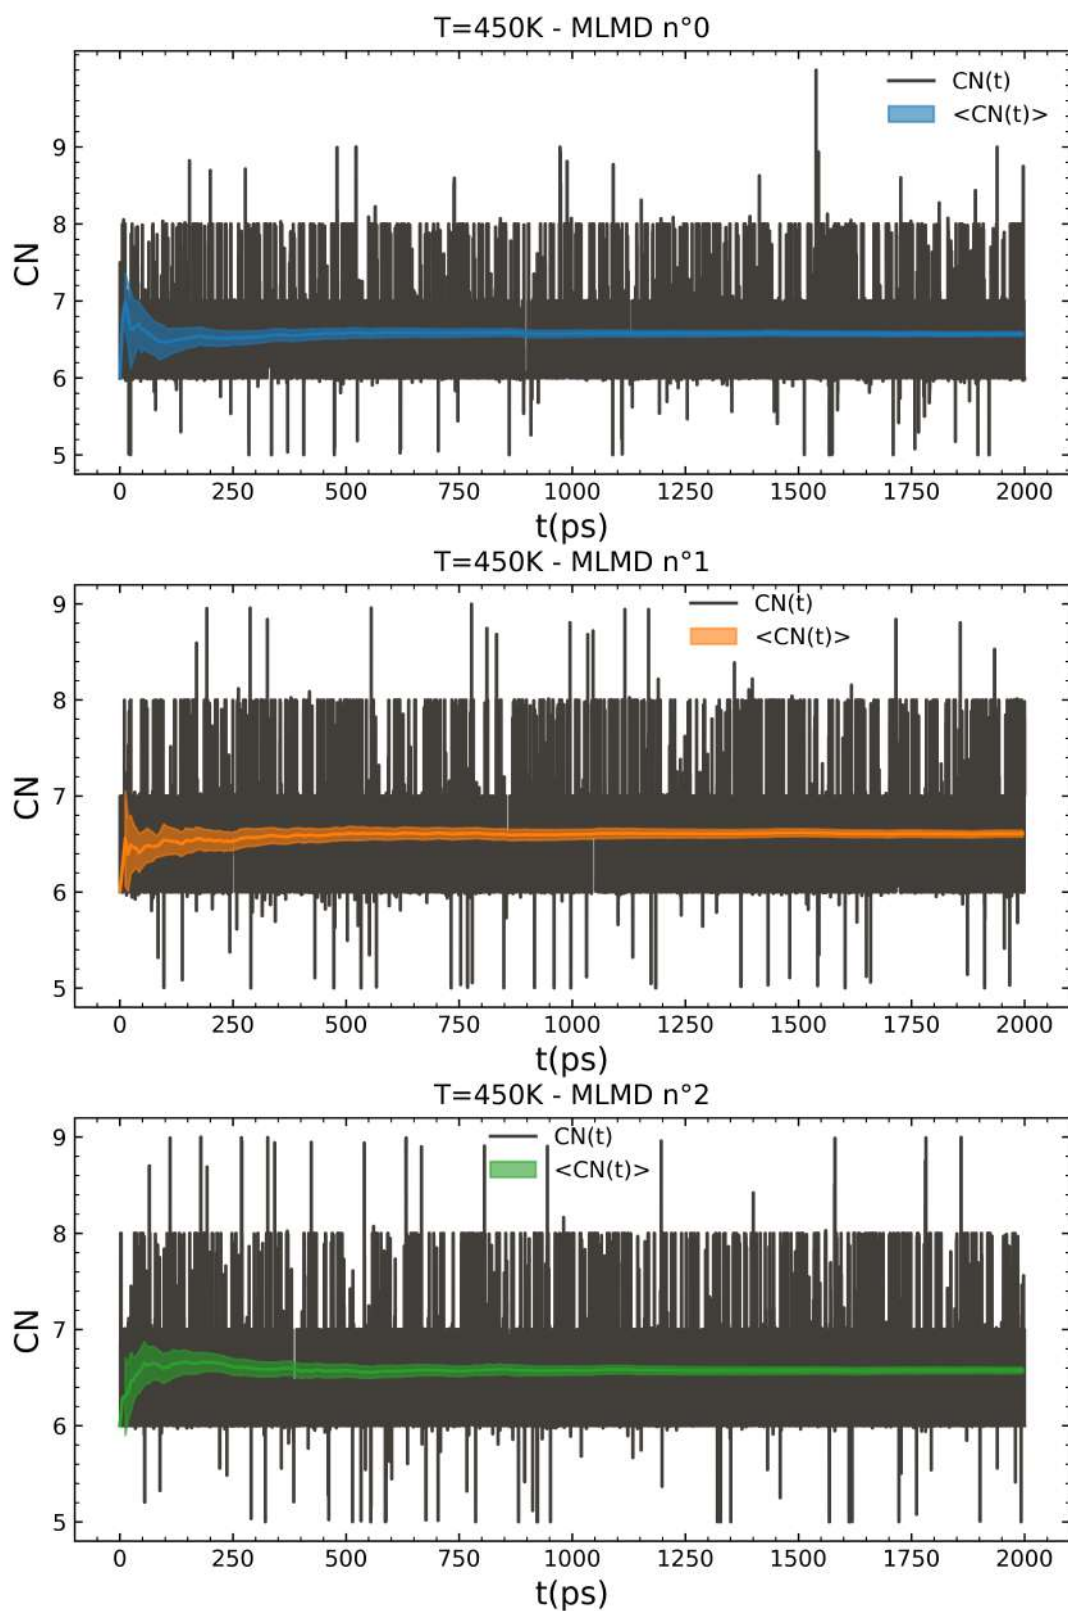 T=450K - MLMD n°0
CN(t)
<CN(t)>
9
8
7
6
5
CN
0 250 500 750 1000 1250 1500 1750 2000
t(ps)
T=450K - MLMD n°1
CN(t)
<CN(t)>
9
8
7
6
5
CN
0 250 500 750 1000 1250 1500 1750 2000
t(ps)
T=450K - MLMD n°2
CN(t)
<CN(t)>
9
8
7
6
5
CN
0 250 500 750 1000 1250 1500 1750 2000
t(ps)